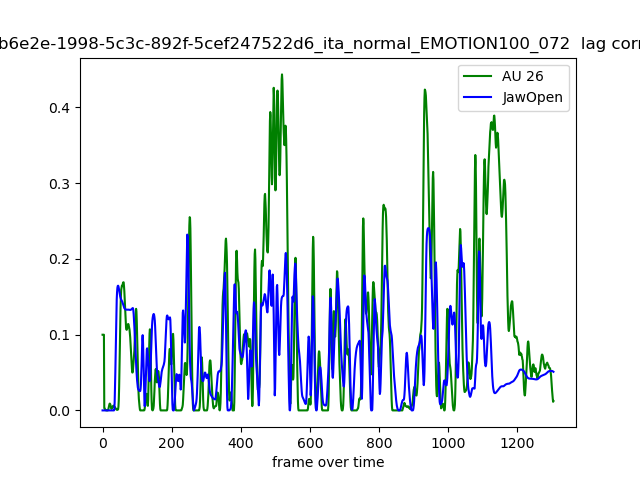 b6e2e-1998-5c3c-892f-5cef247522d6_ita_normal_EMOTION100_072 lag corr
AU 26
JawOpen
0.4
0.3
0.2
0.1
0.0
0 200 400 600 800 1000 1200
frame over time